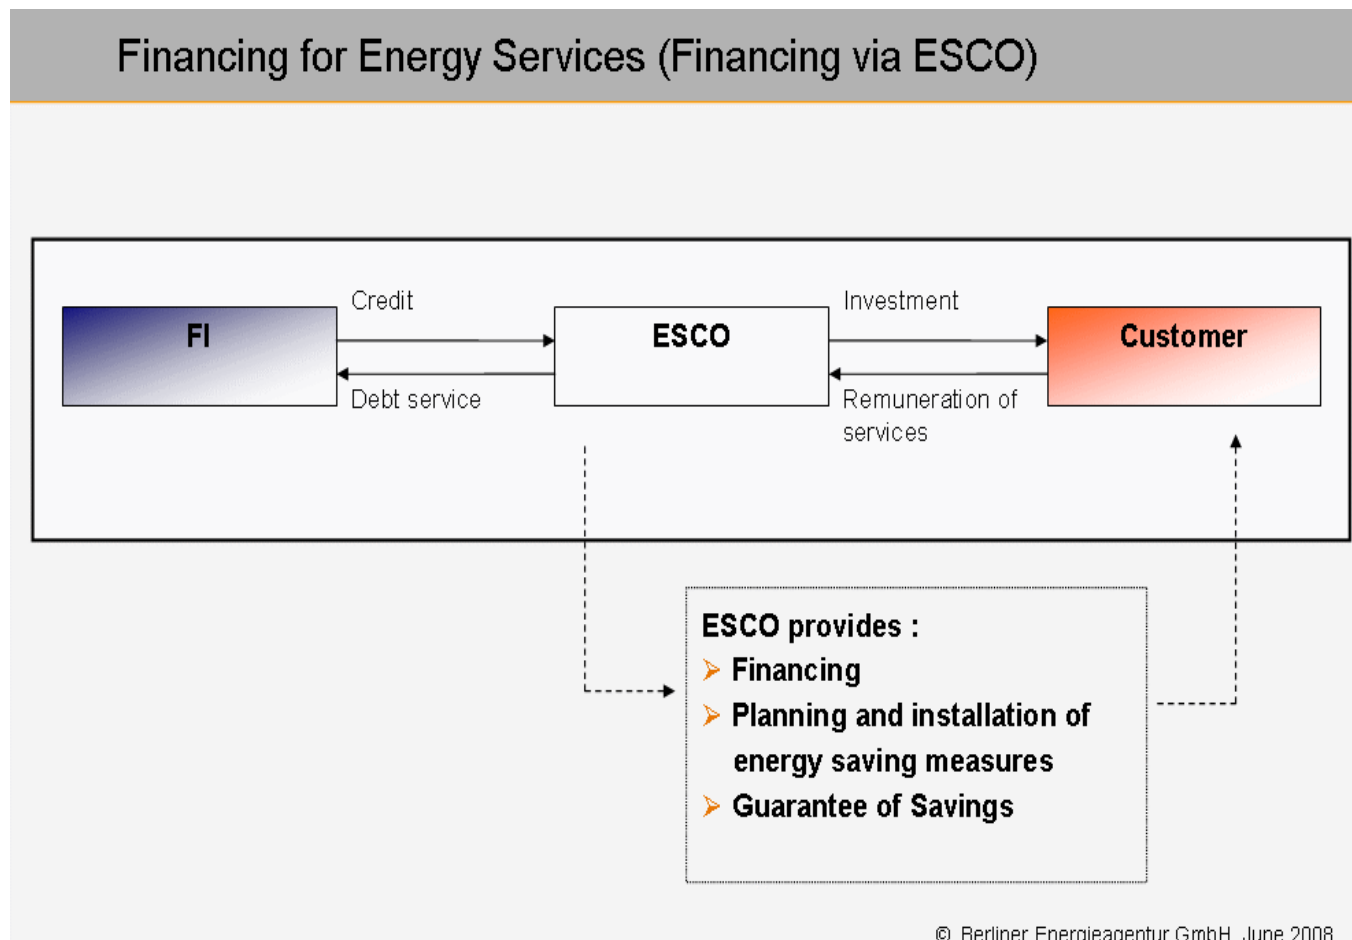 Financing for Energy Services (Financing via ESCO)
Credit
Investment
FI
ESCO
Customer
Debt service
Remuneration of
services
ESCO provides :
Financing
Planning and installation of
energy saving measures
Guarantee of Savings
© Berliner Energieagentur GmbH, June 2008